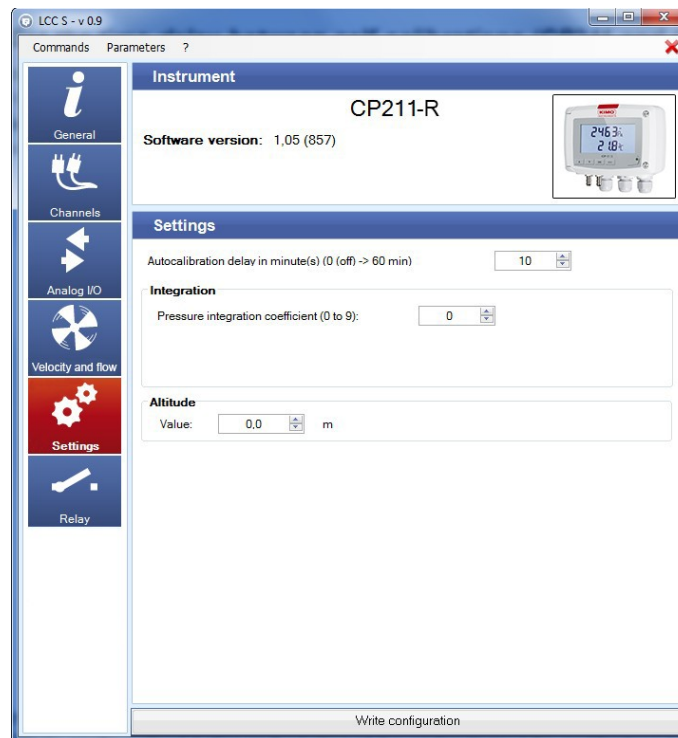 LCC S - v 0.9
Commands Parameters ?
General
Channels
Analog I/O
Velocity and flow
Settings
Relay
Instrument
CP211-R
Software version: 1,05 (857)
KIMO
Settings
Autocalibration delay in minute(s) (0 (off) -> 60 min) 10
Integration
Pressure integration coefficient (0 to 9): 0
Altitude
Value: 0,0 m
Write configuration